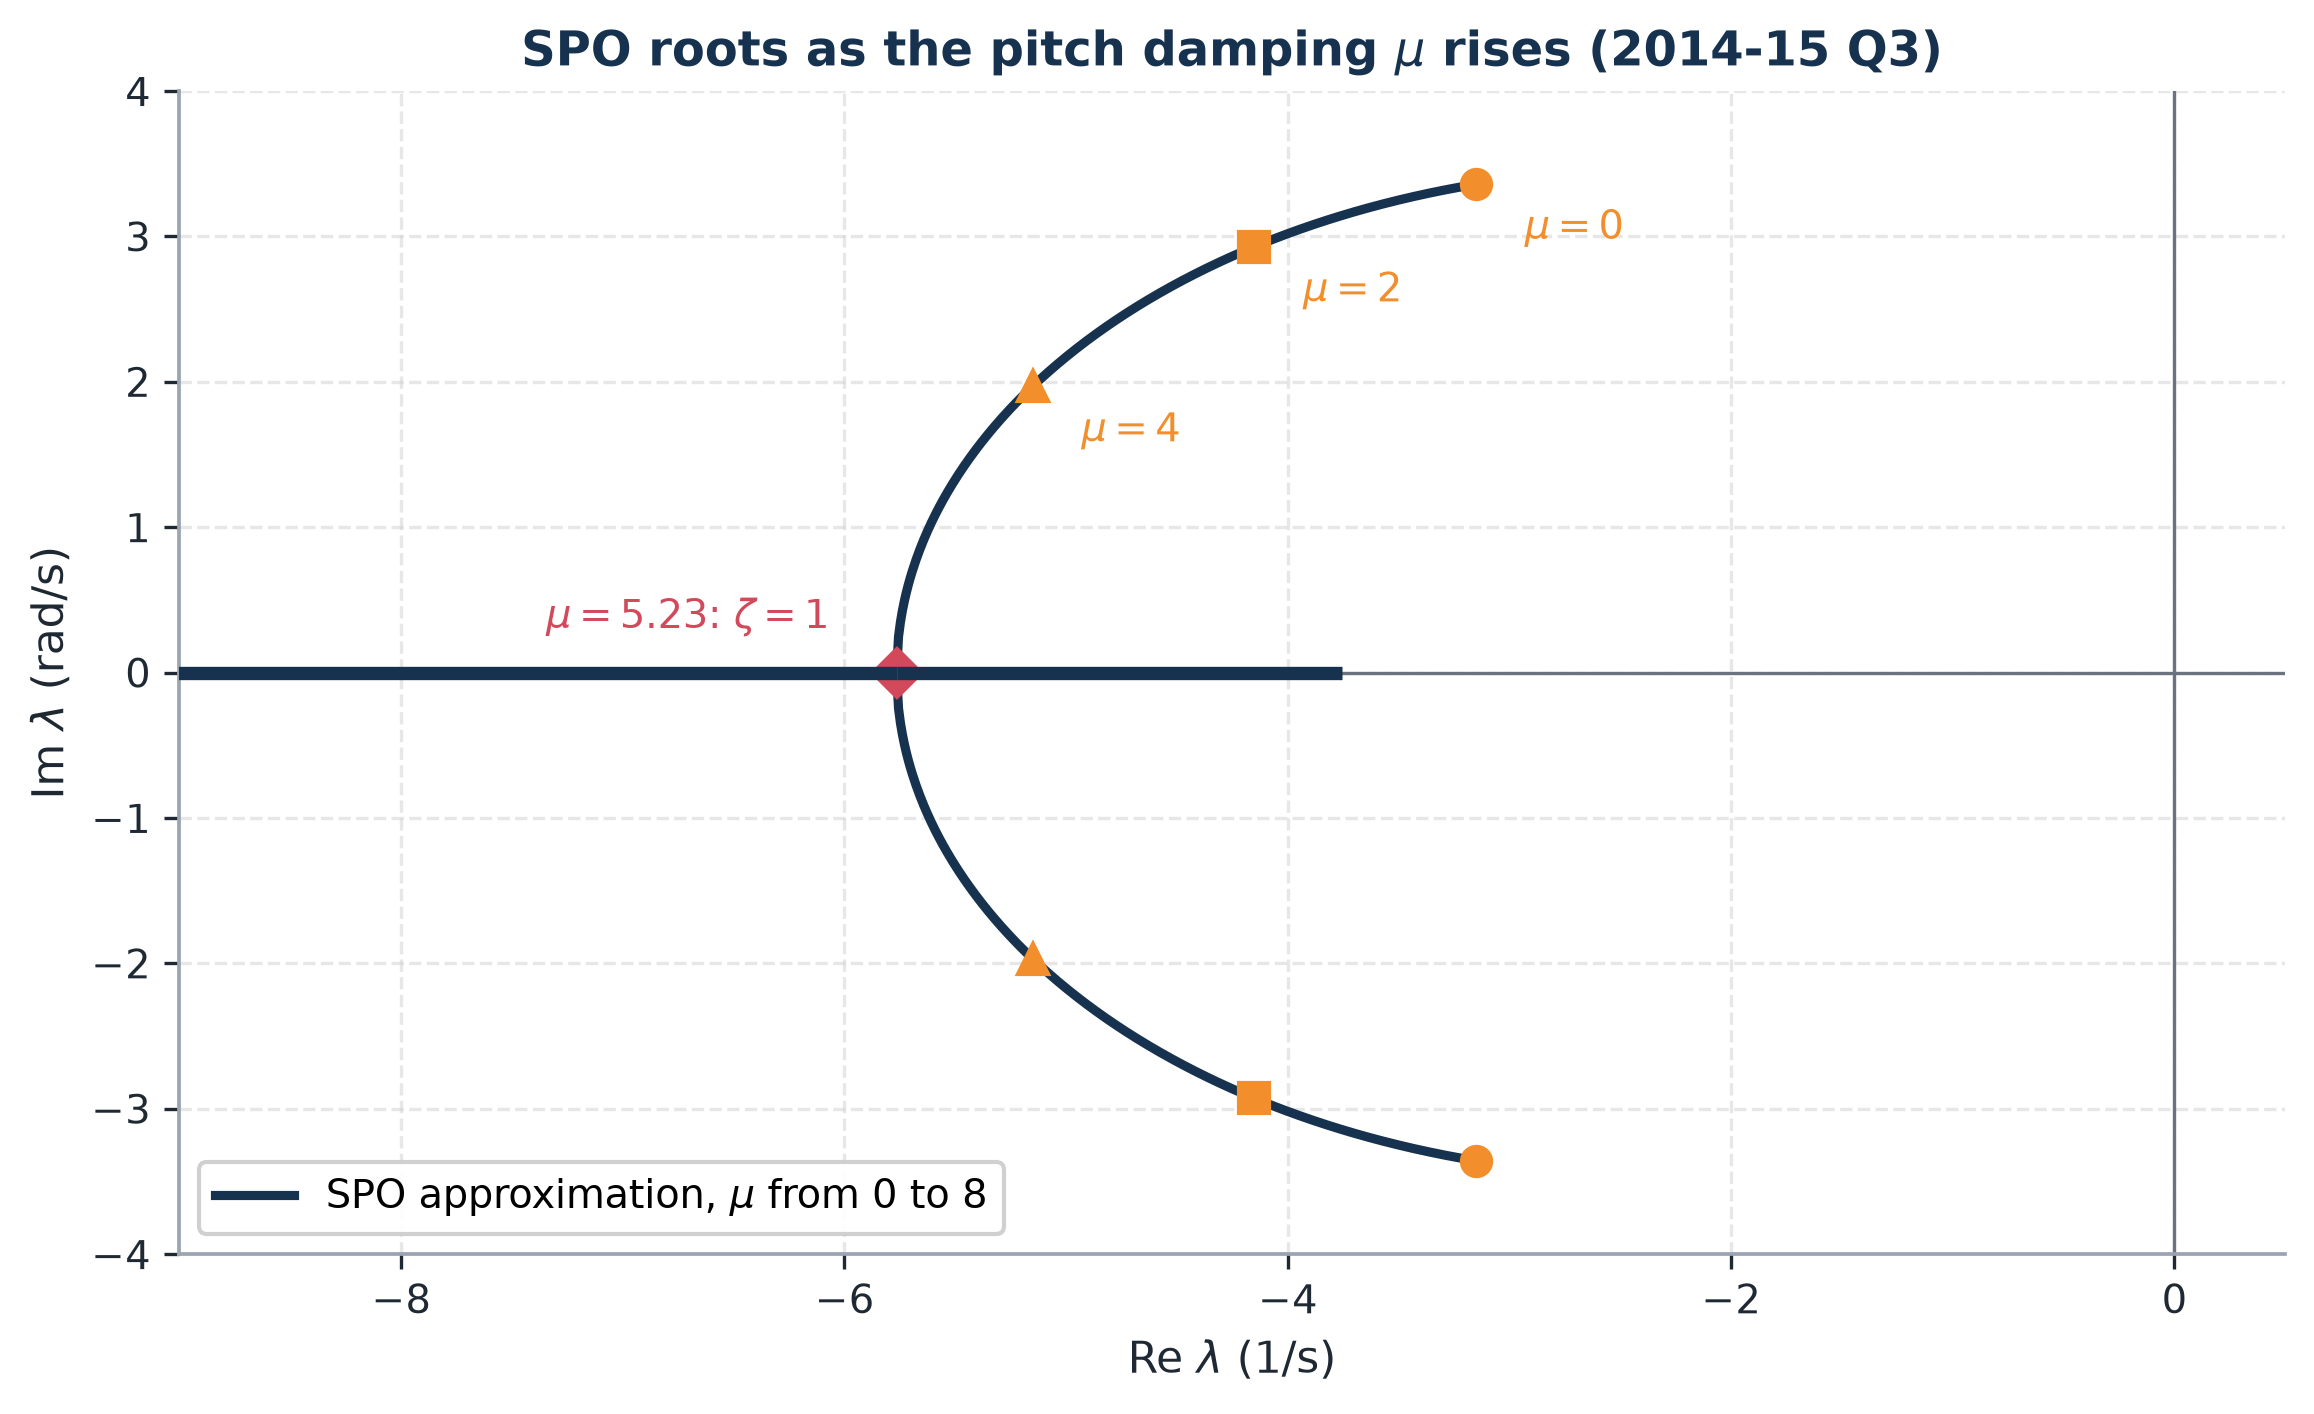 SPO roots as the pitch damping μ rises (2014-15 Q3)
4
3
2
1
0
−1
−2
−3
−4
Im λ (rad/s)
μ = 0
μ = 2
μ = 4
μ = 5.23: ζ = 1
SPO approximation, μ from 0 to 8
−8
−6
−4
−2
0
Re λ (1/s)